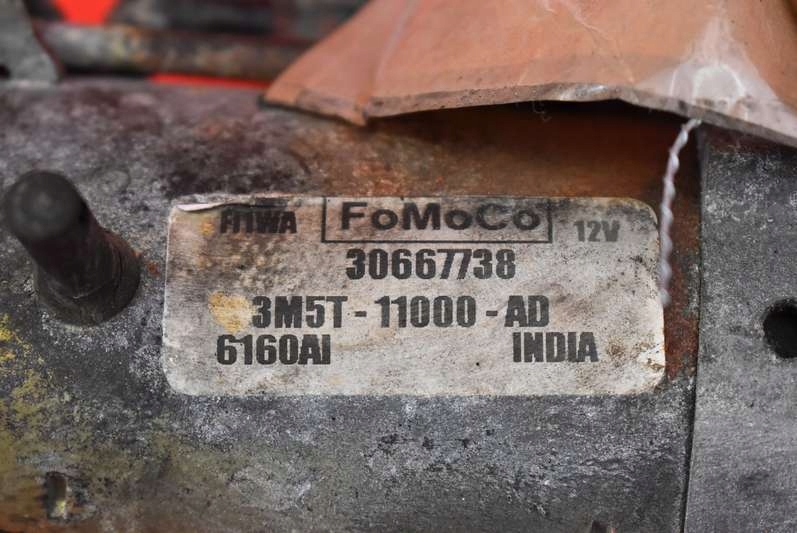 FoMoCo 12V
30667738
3M5T-11000-AD
6160AI INDIA